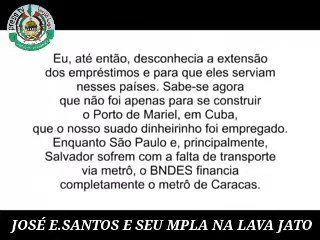 Eu, até então, desconhecia a extensão
dos empréstimos e para que eles serviam
nesses países. Sabe-se agora
que não foi apenas para se construir
o Porto de Mariel, em Cuba,
que o nosso suado dinheirinho foi empregado.
Enquanto São Paulo e, principalmente,
Salvador sofrem com a falta de transporte
via metrô, o BNDES financia
completamente o metrô de Caracas.
JOSÉ E.SANTOS E SEU MPLA NA LAVA JATO